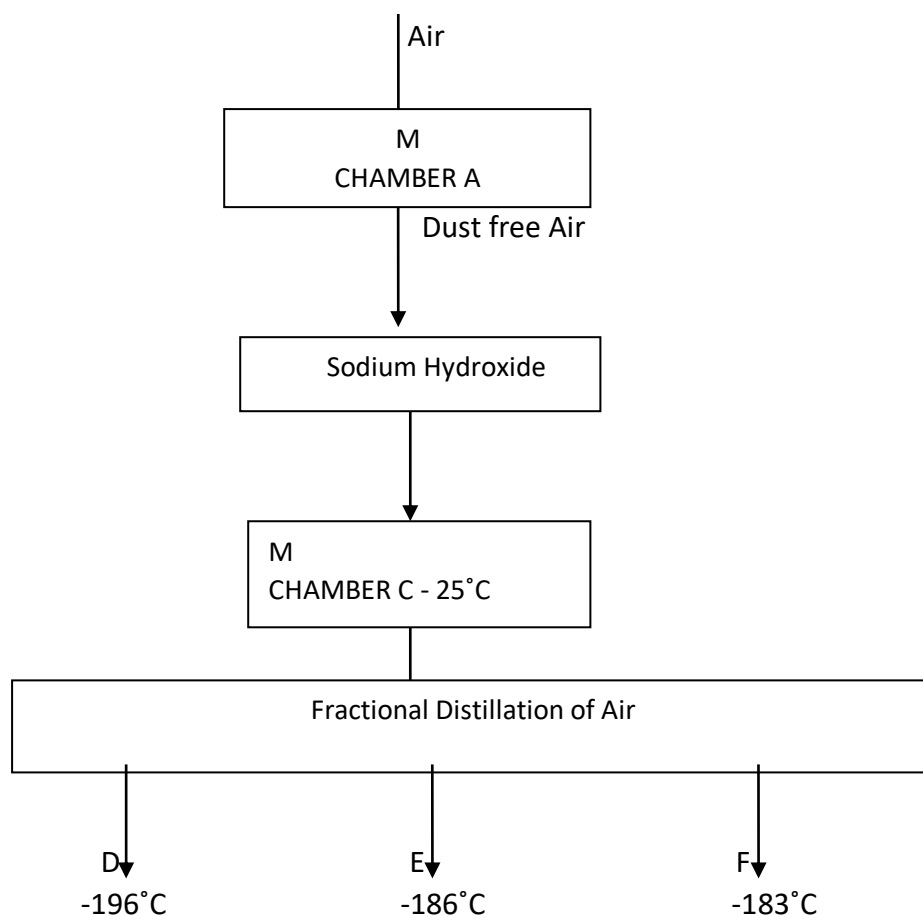 Air
M
CHAMBER A
Dust free Air
Sodium Hydroxide
M
CHAMBER C - 25˚C
Fractional Distillation of Air
D E F
-196˚C -186˚C -183˚C